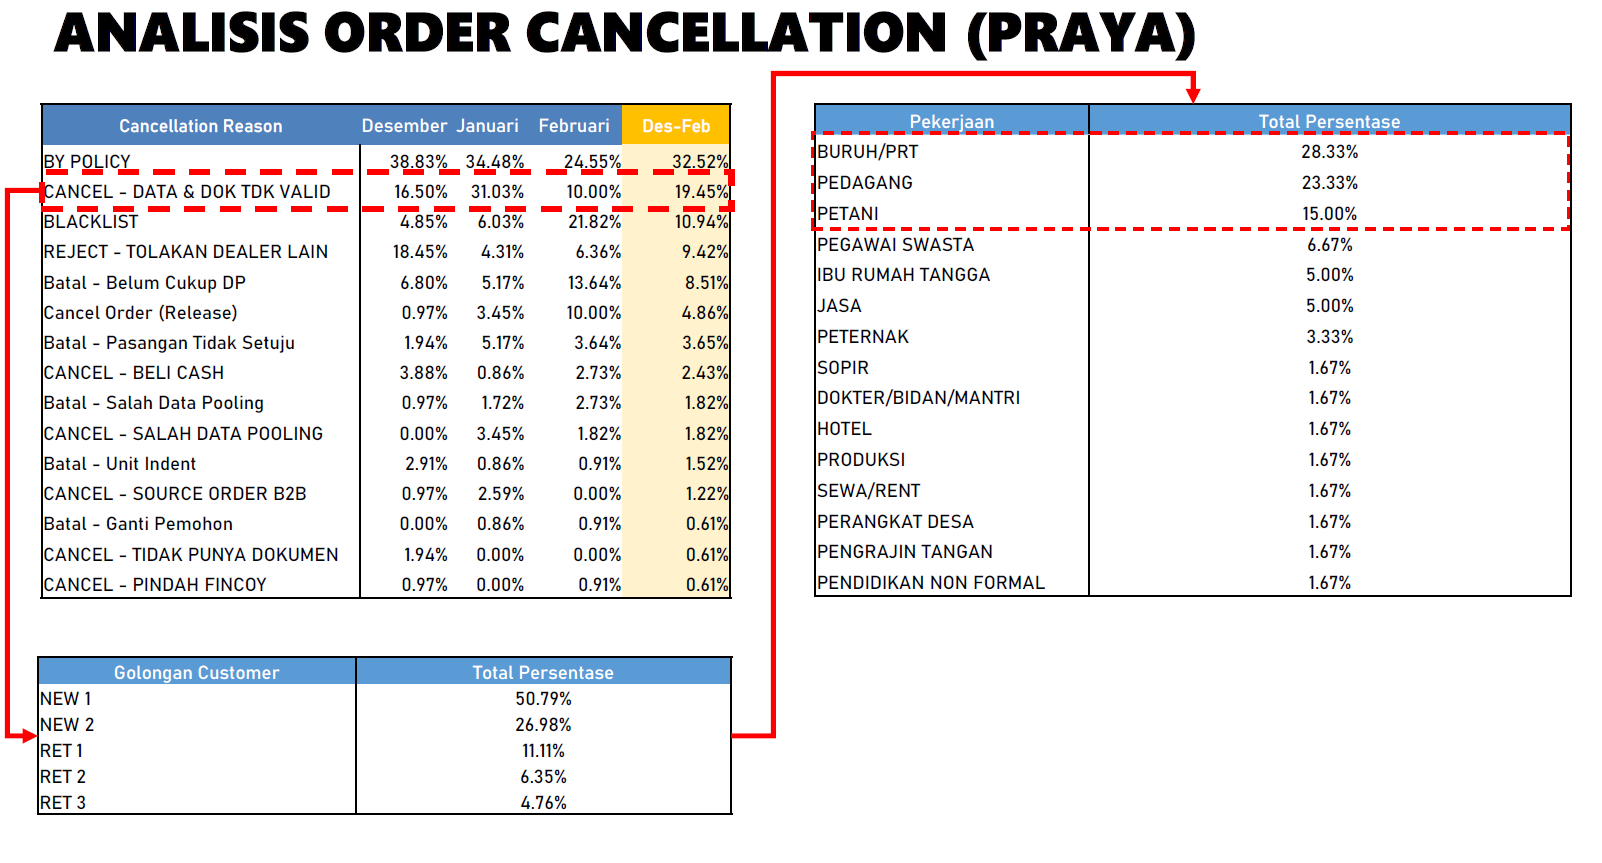 ANALISIS ORDER CANCELLATION (PRAYA)
Cancellation Reason Desember Januari Februari Des-Feb
BY POLICY 38.83% 34.48% 24.55% 32.52%
CANCEL - DATA & DOK TDK VALID 16.50% 31.03% 10.00% 19.45%
BLACKLIST 4.85% 6.03% 21.82% 10.94%
REJECT - TOLAKAN DEALER LAIN 18.45% 4.31% 6.36% 9.42%
Batal - Belum Cukup DP 6.80% 5.17% 13.64% 8.51%
Cancel Order (Release) 0.97% 3.45% 10.00% 4.86%
Batal - Pasangan Tidak Setuju 1.94% 5.17% 3.64% 3.65%
CANCEL - BELI CASH 3.88% 0.86% 2.73% 2.43%
Batal - Salah Data Pooling 0.97% 1.72% 2.73% 1.82%
CANCEL - SALAH DATA POOLING 0.00% 3.45% 1.82% 1.82%
Batal - Unit Indent 2.91% 0.86% 0.91% 1.52%
CANCEL - SOURCE ORDER B2B 0.97% 2.59% 0.00% 1.22%
Batal - Ganti Pemohon 0.00% 0.86% 0.91% 0.61%
CANCEL - TIDAK PUNYA DOKUMEN 1.94% 0.00% 0.00% 0.61%
CANCEL - PINDAH FINCOY 0.97% 0.00% 0.91% 0.61%
Golongan Customer Total Persentase
NEW 1 50.79%
NEW 2 26.98%
RET 1 11.11%
RET 2 6.35%
RET 3 4.76%
Pekerjaan Total Persentase
BURUH/PRT 28.33%
PEDAGANG 23.33%
PETANI 15.00%
PEGAWAI SWASTA 6.67%
IBU RUMAH TANGGA 5.00%
JASA 5.00%
PETERNAK 3.33%
SOPIR 1.67%
DOKTER/BIDAN/MANTRI 1.67%
HOTEL 1.67%
PRODUKSI 1.67%
SEWA/RENT 1.67%
PERANGKAT DESA 1.67%
PENGRAJIN TANGAN 1.67%
PENDIDIKAN NON FORMAL 1.67%